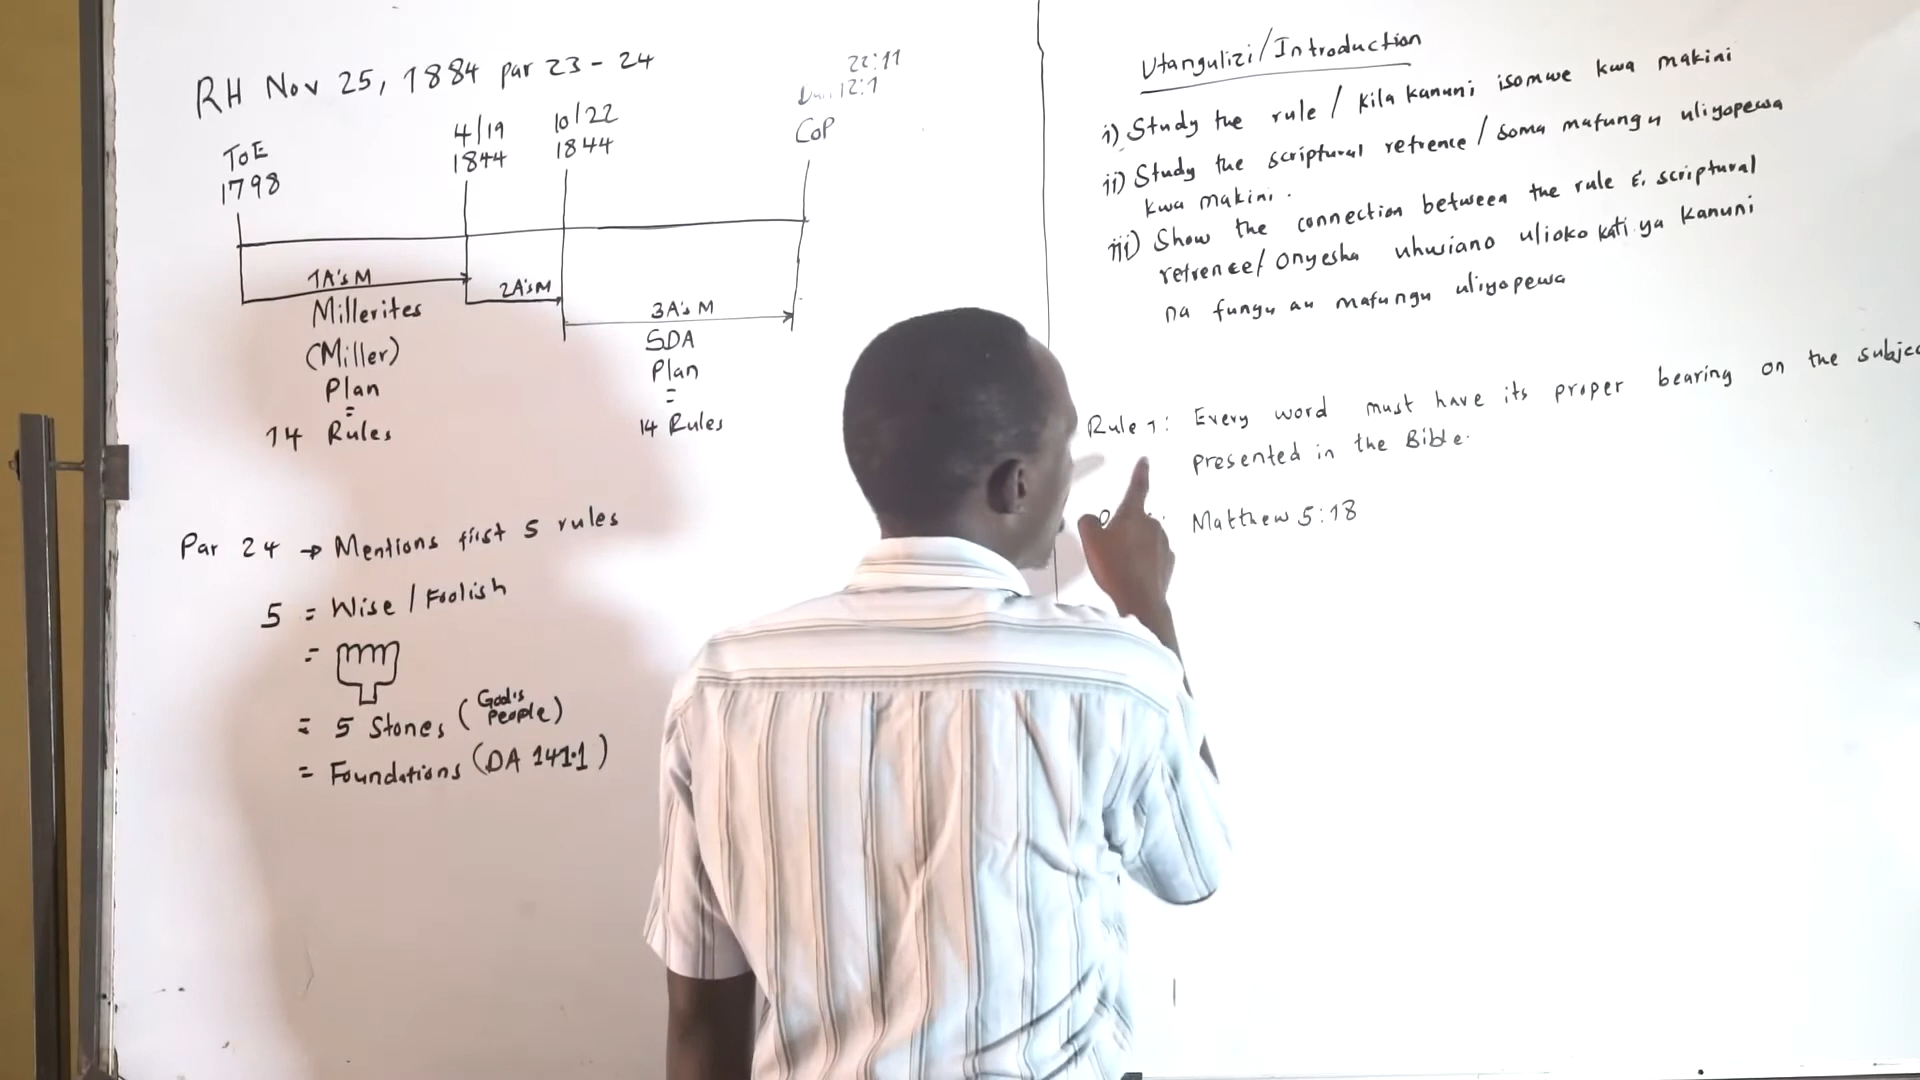 RH Nov 25, 1884 par 23 - 24
ToE
1798
4/19
1844
10/22
1844
22:11
12:1
CoP
1A's M
2A's M
3A's M
Millerites
(Miller)
Plan
=
14 Rules
SDA
Plan
=
14 Rules
Par 24 → Mentions first 5 rules
5 = Wise / Foolish
=
= 5 Stones (God's People)
= Foundations (DA 141.1)
Utangulizi/Introduction
i) Study the rule / kila kanuni isomwe kwa makini
ii) Study the scriptural refrence / soma mafungu uliyopewa
kwa makini.
iii) Show the connection between the rule & scriptural
refrence/ onyesha uhusiano ulioko kati ya kanuni
na fungu au mafungu uliyopewa
Rule 1: Every word must have its proper bearing on the subjec
presented in the Bible.
Matthew 5:18